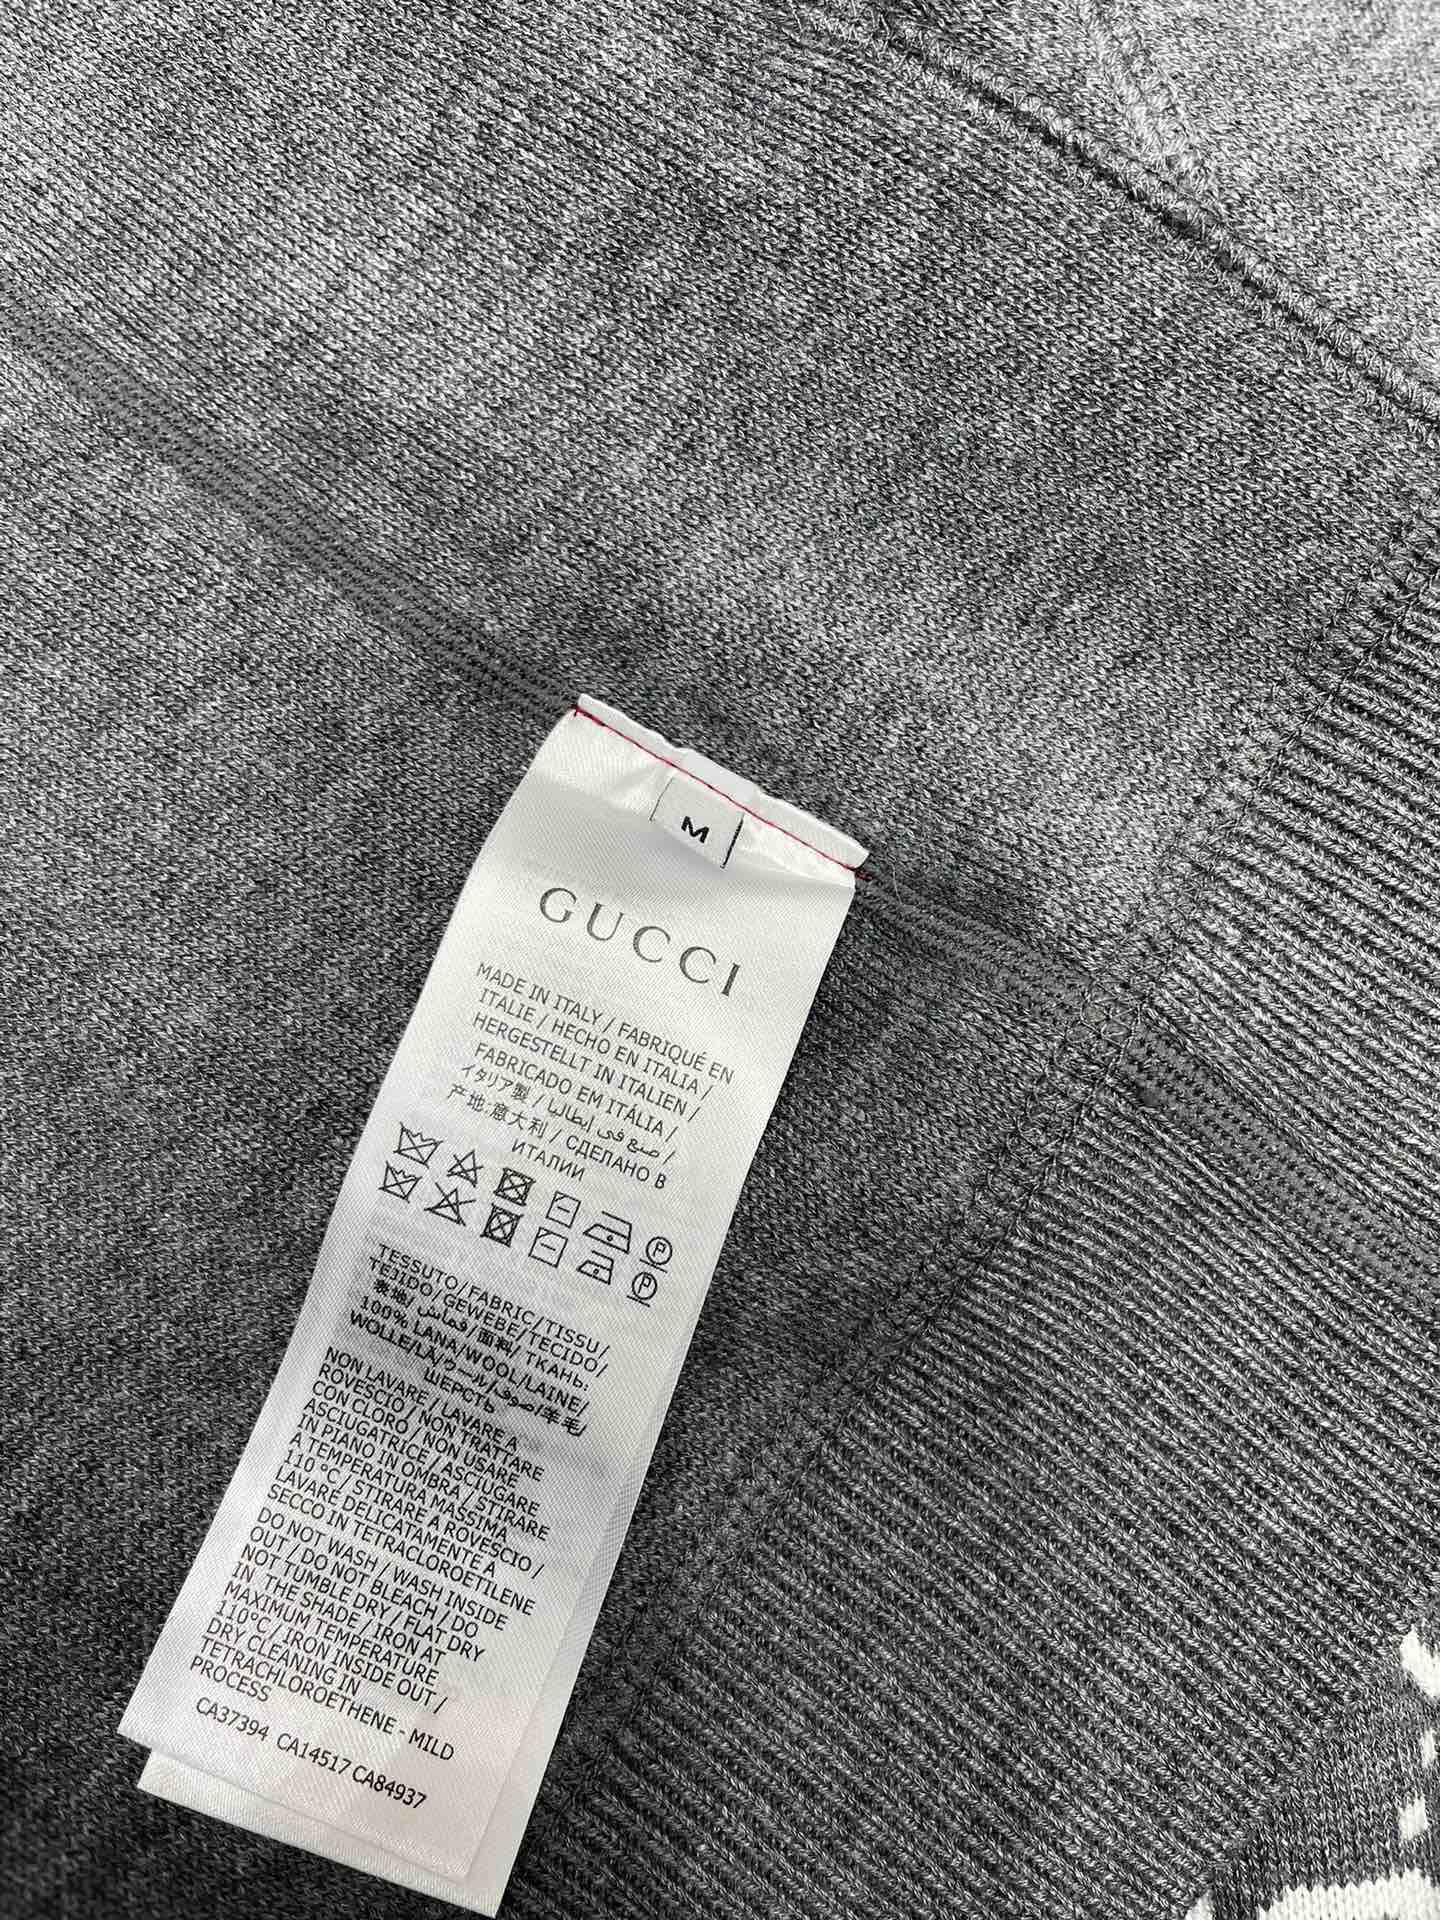 M
GUCCI
MADE IN ITALY / FABRIQUÉ EN
ITALIE / HECHO EN ITALIA /
HERGESTELLT IN ITALIEN /
FABRICADO EM ITÁLIA /
イタリア製 / صنع في إيطاليا /
产地:意大利 / СДЕЛАНО В
ИТАЛИИ
P
P
TESSUTO/FABRIC/TISSU/
TEJIDO/GEWEBE/TECIDO/
表地/قماش/面料/ТКАНЬ:
100% LANA/WOOL/LAINE/
WOLLE/LÃ/ウール/صوف/羊毛/
ШЕРСТЬ
NON LAVARE / LAVARE A
ROVESCIO / NON TRATTARE
CON CLORO / NON USARE
ASCIUGATRICE / ASCIUGARE
IN PIANO IN OMBRA / STIRARE
A TEMPERATURA MASSIMA
110 °C / STIRARE A ROVESCIO /
LAVARE DELICATAMENTE A
SECCO IN TETRACLOROETILENE
DO NOT WASH / WASH INSIDE
OUT / DO NOT BLEACH / DO
NOT TUMBLE DRY / FLAT DRY
IN THE SHADE / IRON AT
MAXIMUM TEMPERATURE
110°C / IRON INSIDE OUT /
DRY CLEANING IN
TETRACHLOROETHENE - MILD
PROCESS
CA37394 CA14517 CA84937